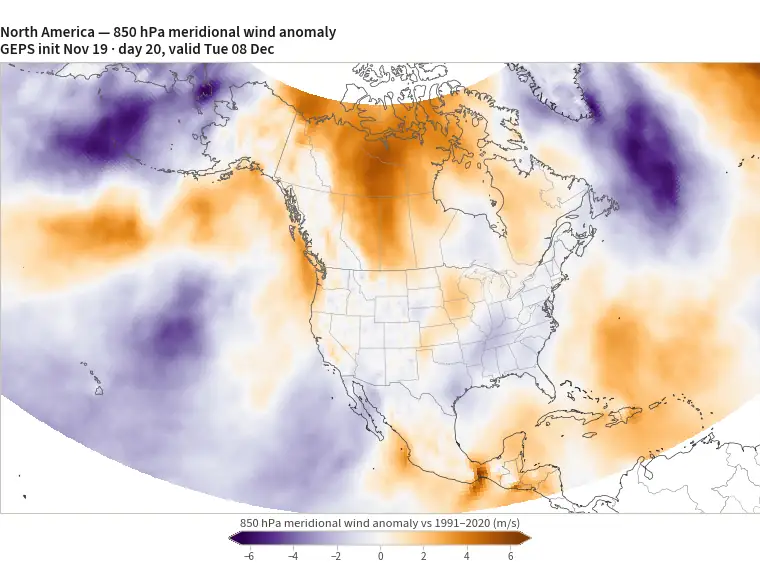 North America — 850 hPa meridional wind anomaly
GEPS init Nov 19 · day 20, valid Tue 08 Dec
850 hPa meridional wind anomaly vs 1991–2020 (m/s)
−6 −4 −2 0 2 4 6